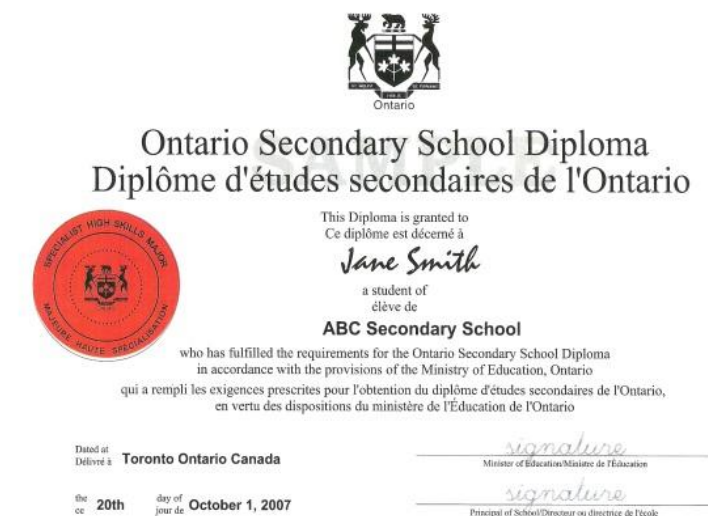 Ontario
SAMPLE
Ontario Secondary School Diploma
Diplôme d'études secondaires de l'Ontario
This Diploma is granted to
Ce diplôme est décerné à
Jane Smith
a student of
élève de
ABC Secondary School
SPECIALIST HIGH SKILLS MAJOR
MAJEURE HAUTE SPÉCIALISATION
who has fulfilled the requirements for the Ontario Secondary School Diploma
in accordance with the provisions of the Ministry of Education, Ontario
qui a rempli les exigences prescrites pour l'obtention du diplôme d'études secondaires de l'Ontario,
en vertu des dispositions du ministère de l'Éducation de l'Ontario
Dated at
Délivré à Toronto Ontario Canada
signature
Minister of Education/Ministre de l'Éducation
the
ce 20th day of
jour de October 1, 2007
signature
Principal of School/Directeur ou directrice de l'école